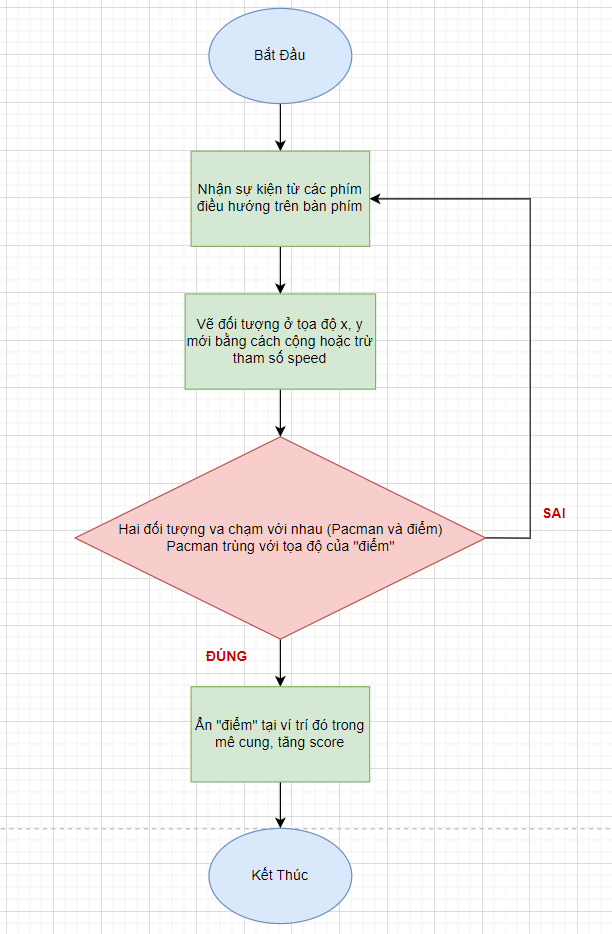 Bắt Đầu
Nhận sự kiện từ các phím
điều hướng trên bàn phím
Vẽ đối tượng ở tọa độ x, y
mới bằng cách cộng hoặc trừ
tham số speed
Hai đối tượng va chạm với nhau (Pacman và điểm)
Pacman trùng với tọa độ của "điểm"
SAI
ĐÚNG
Ẩn "điểm" tại ví trí đó trong
mê cung, tăng score
Kết Thúc